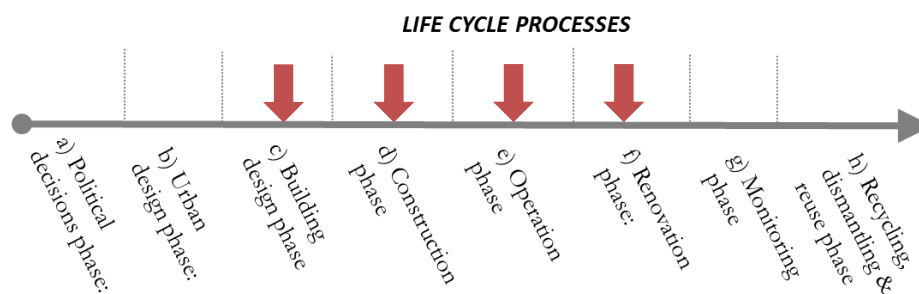 LIFE CYCLE PROCESSES
a) Political
decisions phase:
b) Urban
design phase:
c) Building
design phase
d) Construction
phase
e) Operation
phase
f) Renovation
phase:
g) Monitoring
phase
h) Recycling,
dismantling &
reuse phase